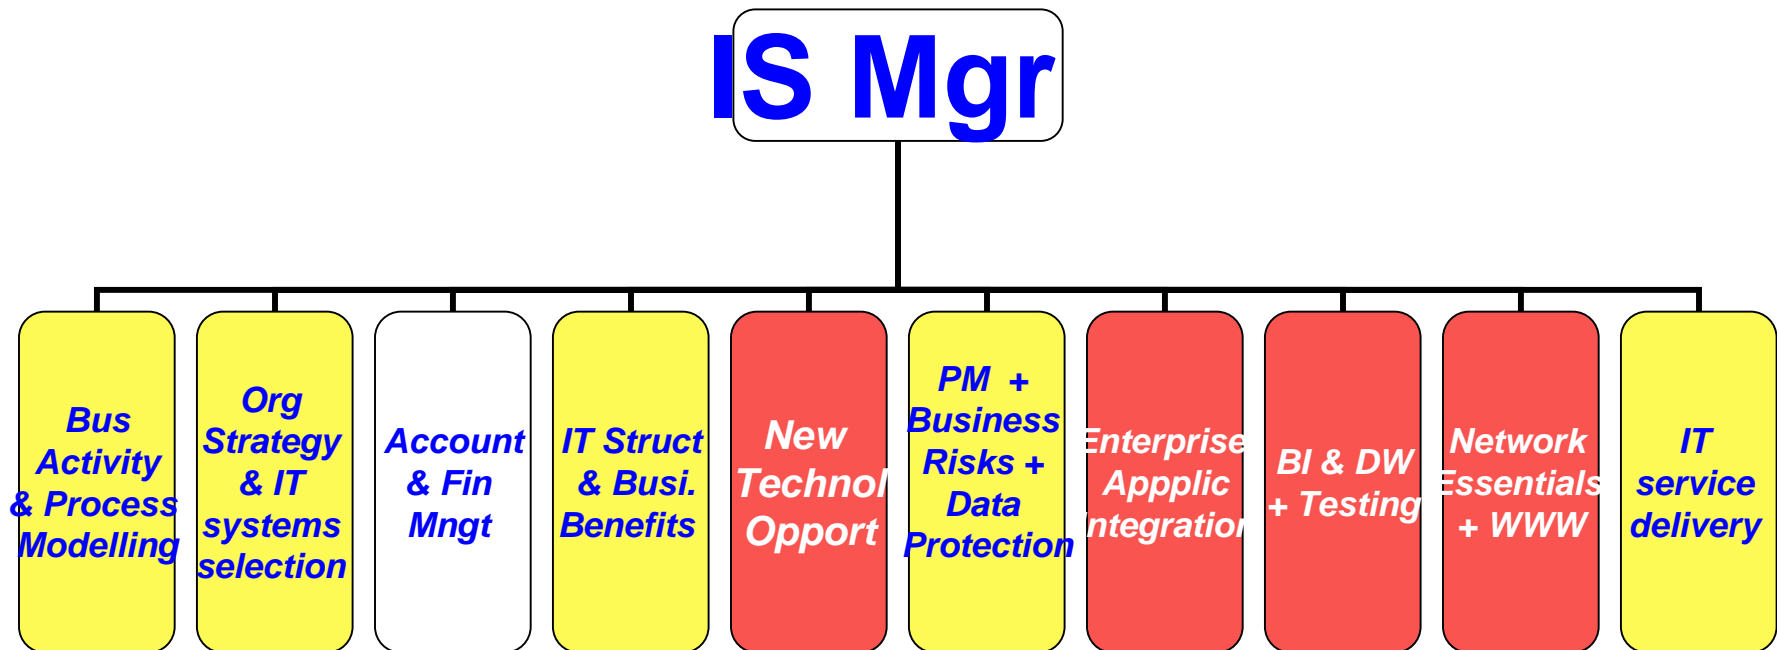 IS Mgr
Bus
Activity
& Process
Modelling
Org
Strategy
& IT
systems
selection
Account
& Fin
Mngt
IT Struct
& Busi.
Benefits
New
Technol
Opport
PM +
Business
Risks +
Data
Protection
Enterprise
Appplic
Integration
BI & DW
+ Testing
Network
Essentials
+ WWW
IT
service
delivery